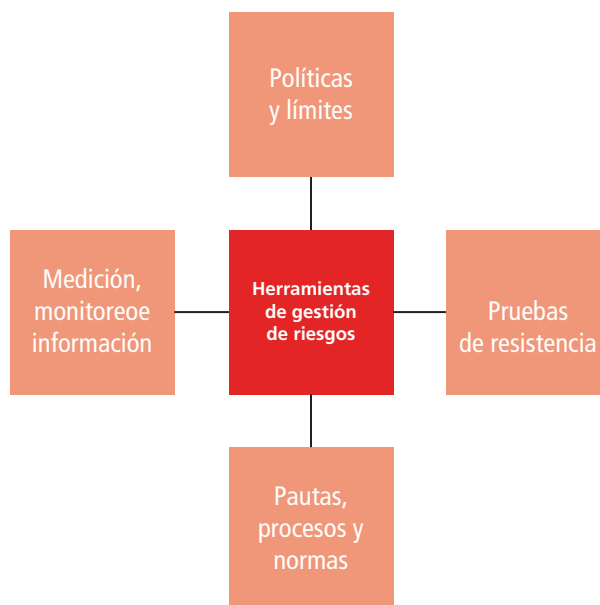 Políticas
y límites
Medición,
monitoreoe
información
Herramientas
de gestión
de riesgos
Pruebas
de resistencia
Pautas,
procesos y
normas